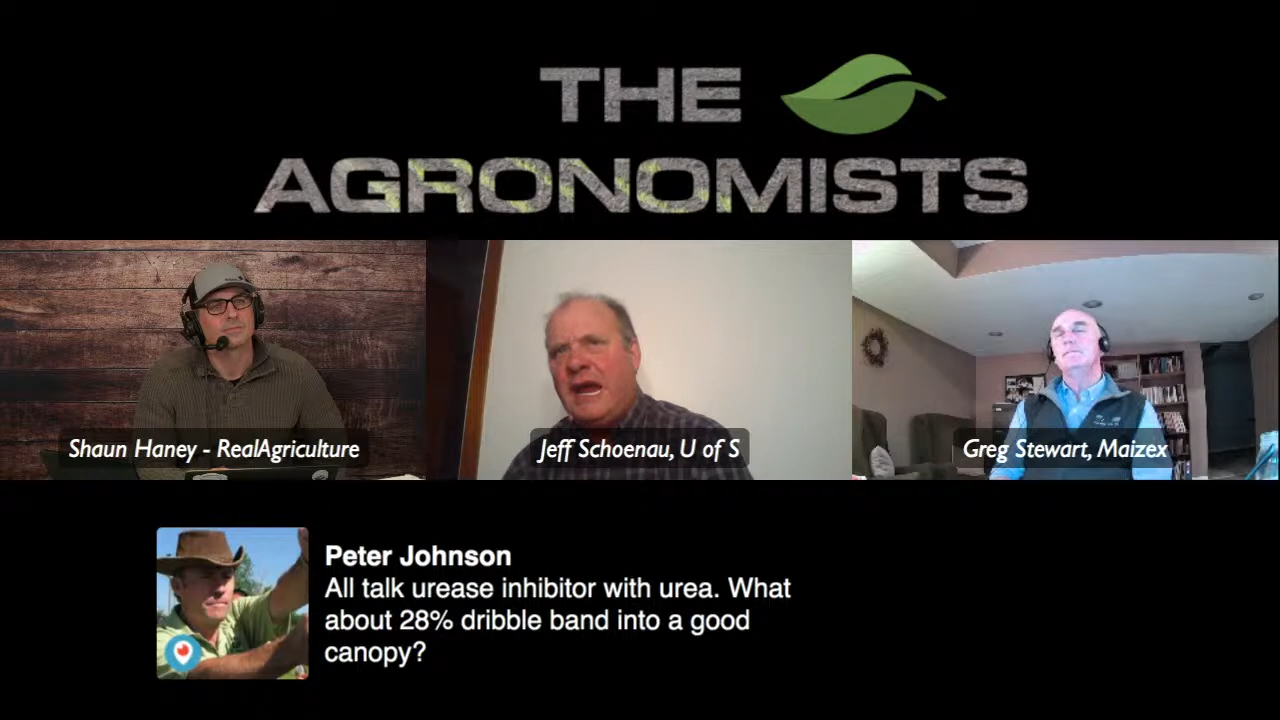 THE
AGRONOMISTS
Shaun Haney - RealAgriculture
Jeff Schoenau, U of S
Greg Stewart, Maizex
Peter Johnson
All talk urease inhibitor with urea. What
about 28% dribble band into a good
canopy?